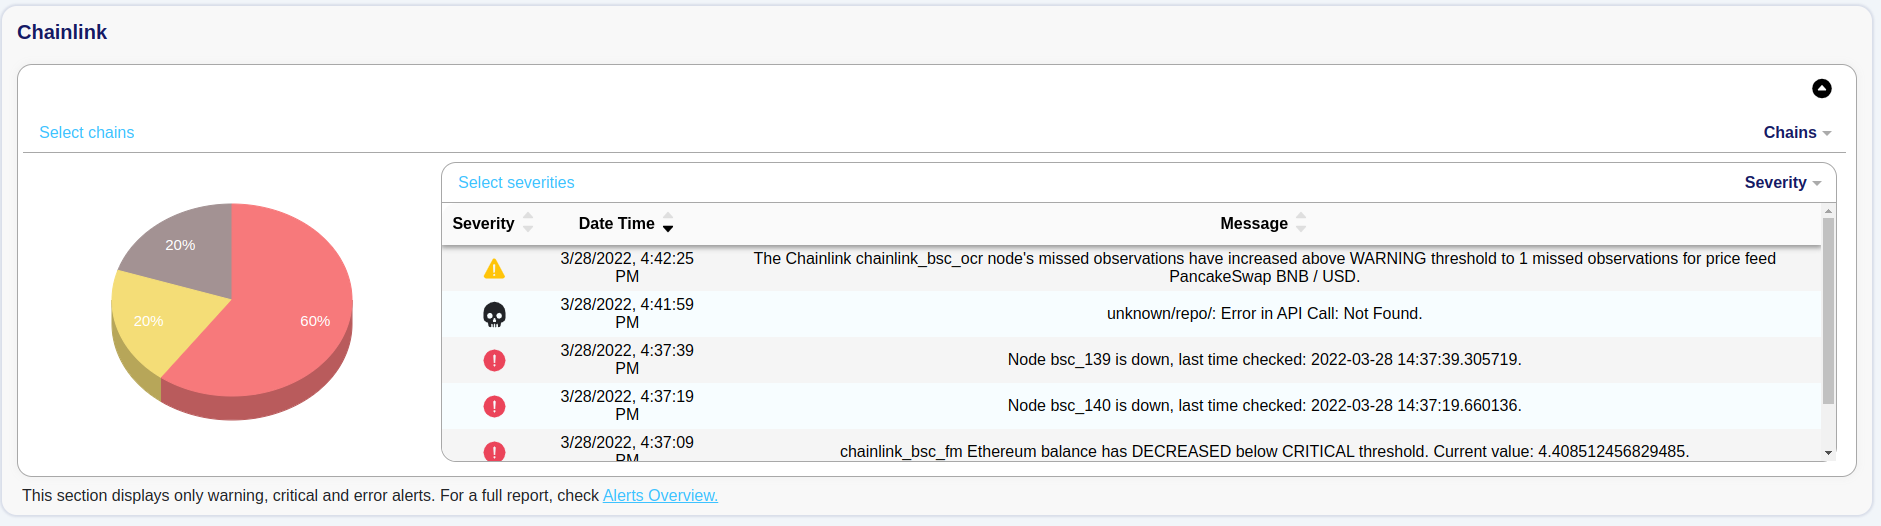 Chainlink
Select chains
Chains
Select severities
Severity
Severity Date Time Message
3/28/2022, 4:42:25 PM
The Chainlink chainlink_bsc_ocr node's missed observations have increased above WARNING threshold to 1 missed observations for price feed
PancakeSwap BNB / USD.
3/28/2022, 4:41:59 PM
unknown/repo/: Error in API Call: Not Found.
3/28/2022, 4:37:39 PM
Node bsc_139 is down, last time checked: 2022-03-28 14:37:39.305719.
3/28/2022, 4:37:19 PM
Node bsc_140 is down, last time checked: 2022-03-28 14:37:19.660136.
3/28/2022, 4:37:09 PM
chainlink_bsc_fm Ethereum balance has DECREASED below CRITICAL threshold. Current value: 4.408512456829485.
20%
20%
60%
This section displays only warning, critical and error alerts. For a full report, check Alerts Overview.